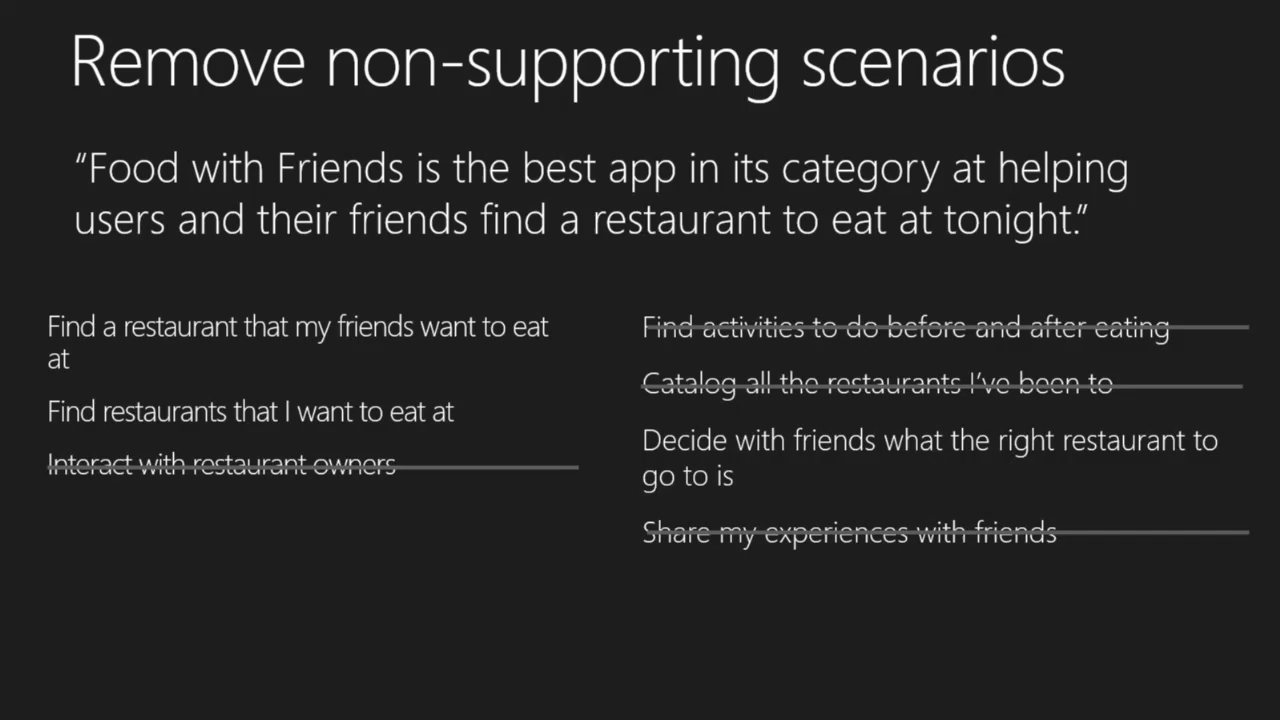 Remove non-supporting scenarios
“Food with Friends is the best app in its category at helping
users and their friends find a restaurant to eat at tonight.”
Find a restaurant that my friends want to eat
at
Find restaurants that I want to eat at
Interact with restaurant owners
Find activities to do before and after eating
Catalog all the restaurants I’ve been to
Decide with friends what the right restaurant to
go to is
Share my experiences with friends